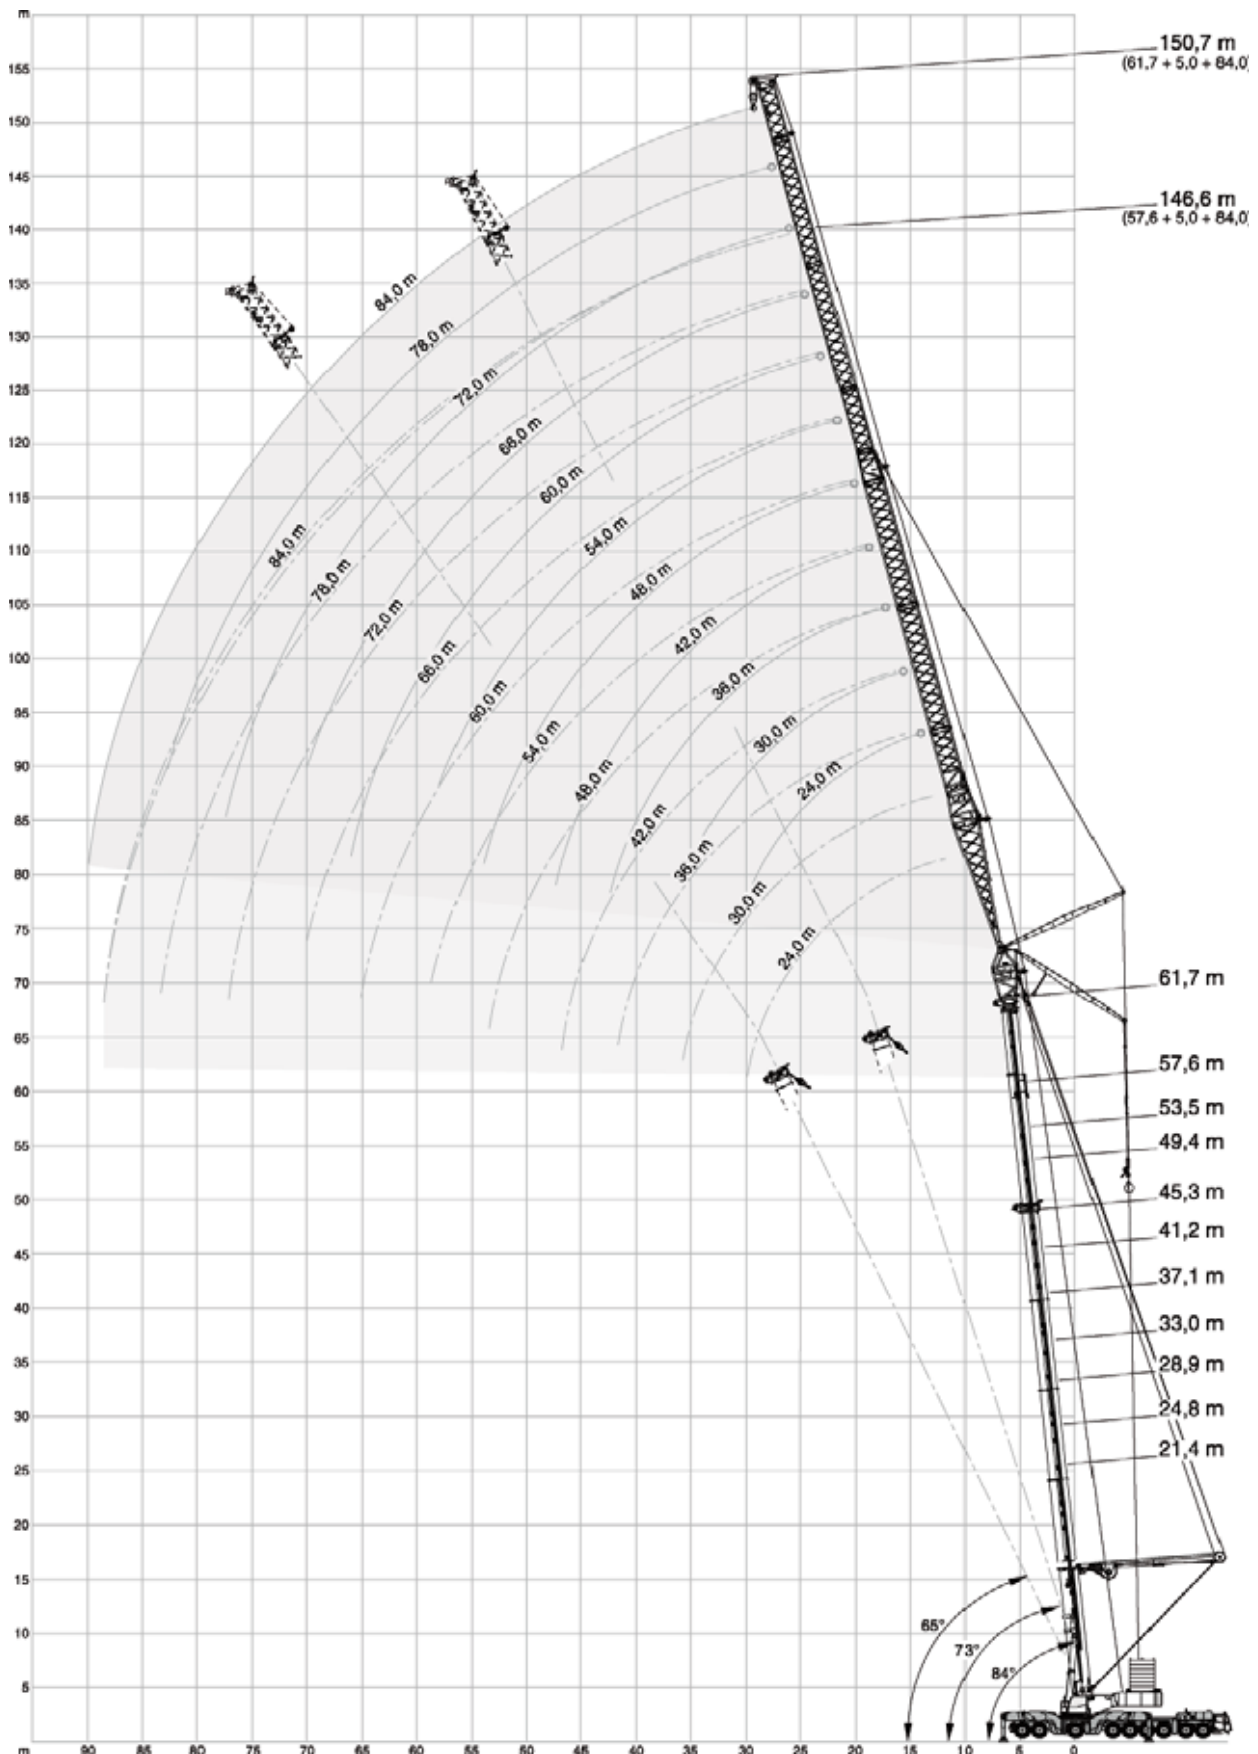 m
155
150
145
140
135
130
125
120
115
110
105
100
95
90
85
80
75
70
65
60
55
50
45
40
35
30
25
20
15
10
5
m 90 85 80 75 70 65 60 55 50 45 40 35 30 25 20 15 10 5 0 5 10
150,7 m
(61,7 + 5,0 + 84,0)
146,6 m
(57,6 + 5,0 + 84,0)
84,0 m
78,0 m
72,0 m
66,0 m
60,0 m
54,0 m
48,0 m
42,0 m
36,0 m
30,0 m
24,0 m
84,0 m
78,0 m
72,0 m
66,0 m
60,0 m
54,0 m
48,0 m
42,0 m
36,0 m
30,0 m
24,0 m
61,7 m
57,6 m
53,5 m
49,4 m
45,3 m
41,2 m
37,1 m
33,0 m
28,9 m
24,8 m
21,4 m
65°
73°
84°